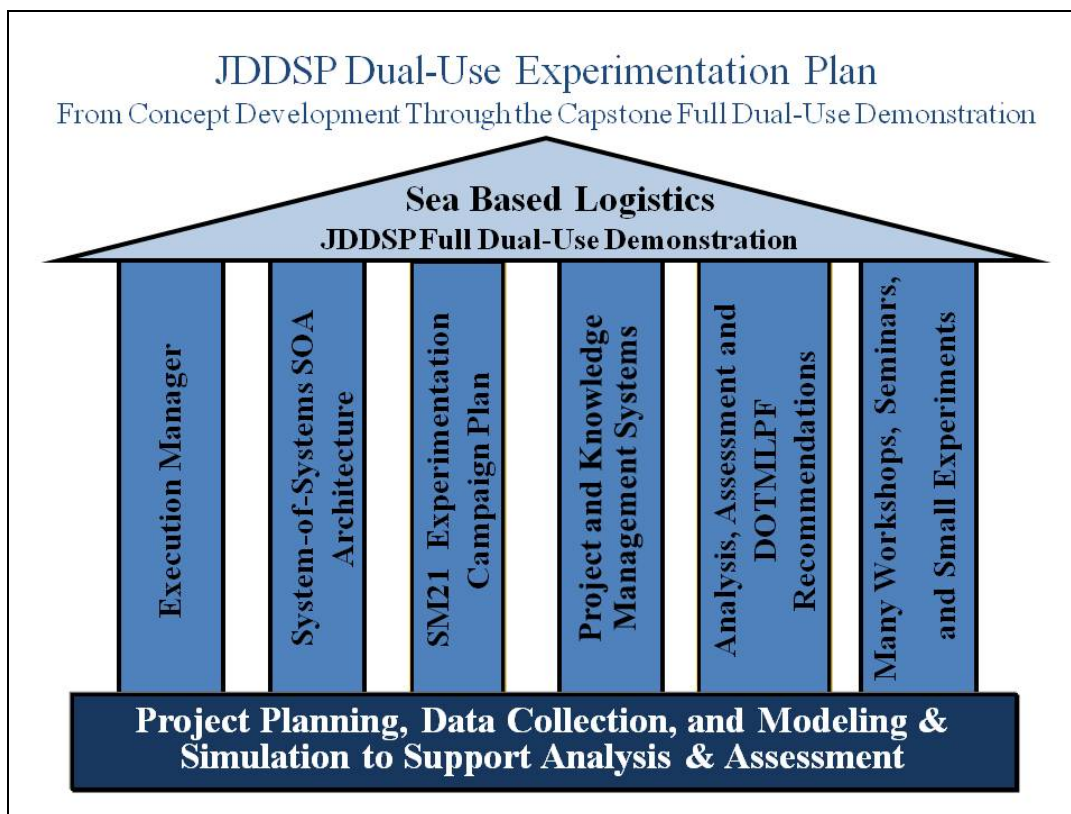 JDDSP Dual-Use Experimentation Plan
From Concept Development Through the Capstone Full Dual-Use Demonstration
Sea Based Logistics
JDDSP Full Dual-Use Demonstration
Execution Manager
System-of-Systems SOA
Architecture
SM21 Experimentation
Campaign Plan
Project and Knowledge
Management Systems
Analysis, Assessment and
DOTMLPF
Recommendations
Many Workshops, Seminars,
and Small Experiments
Project Planning, Data Collection, and Modeling &
Simulation to Support Analysis & Assessment